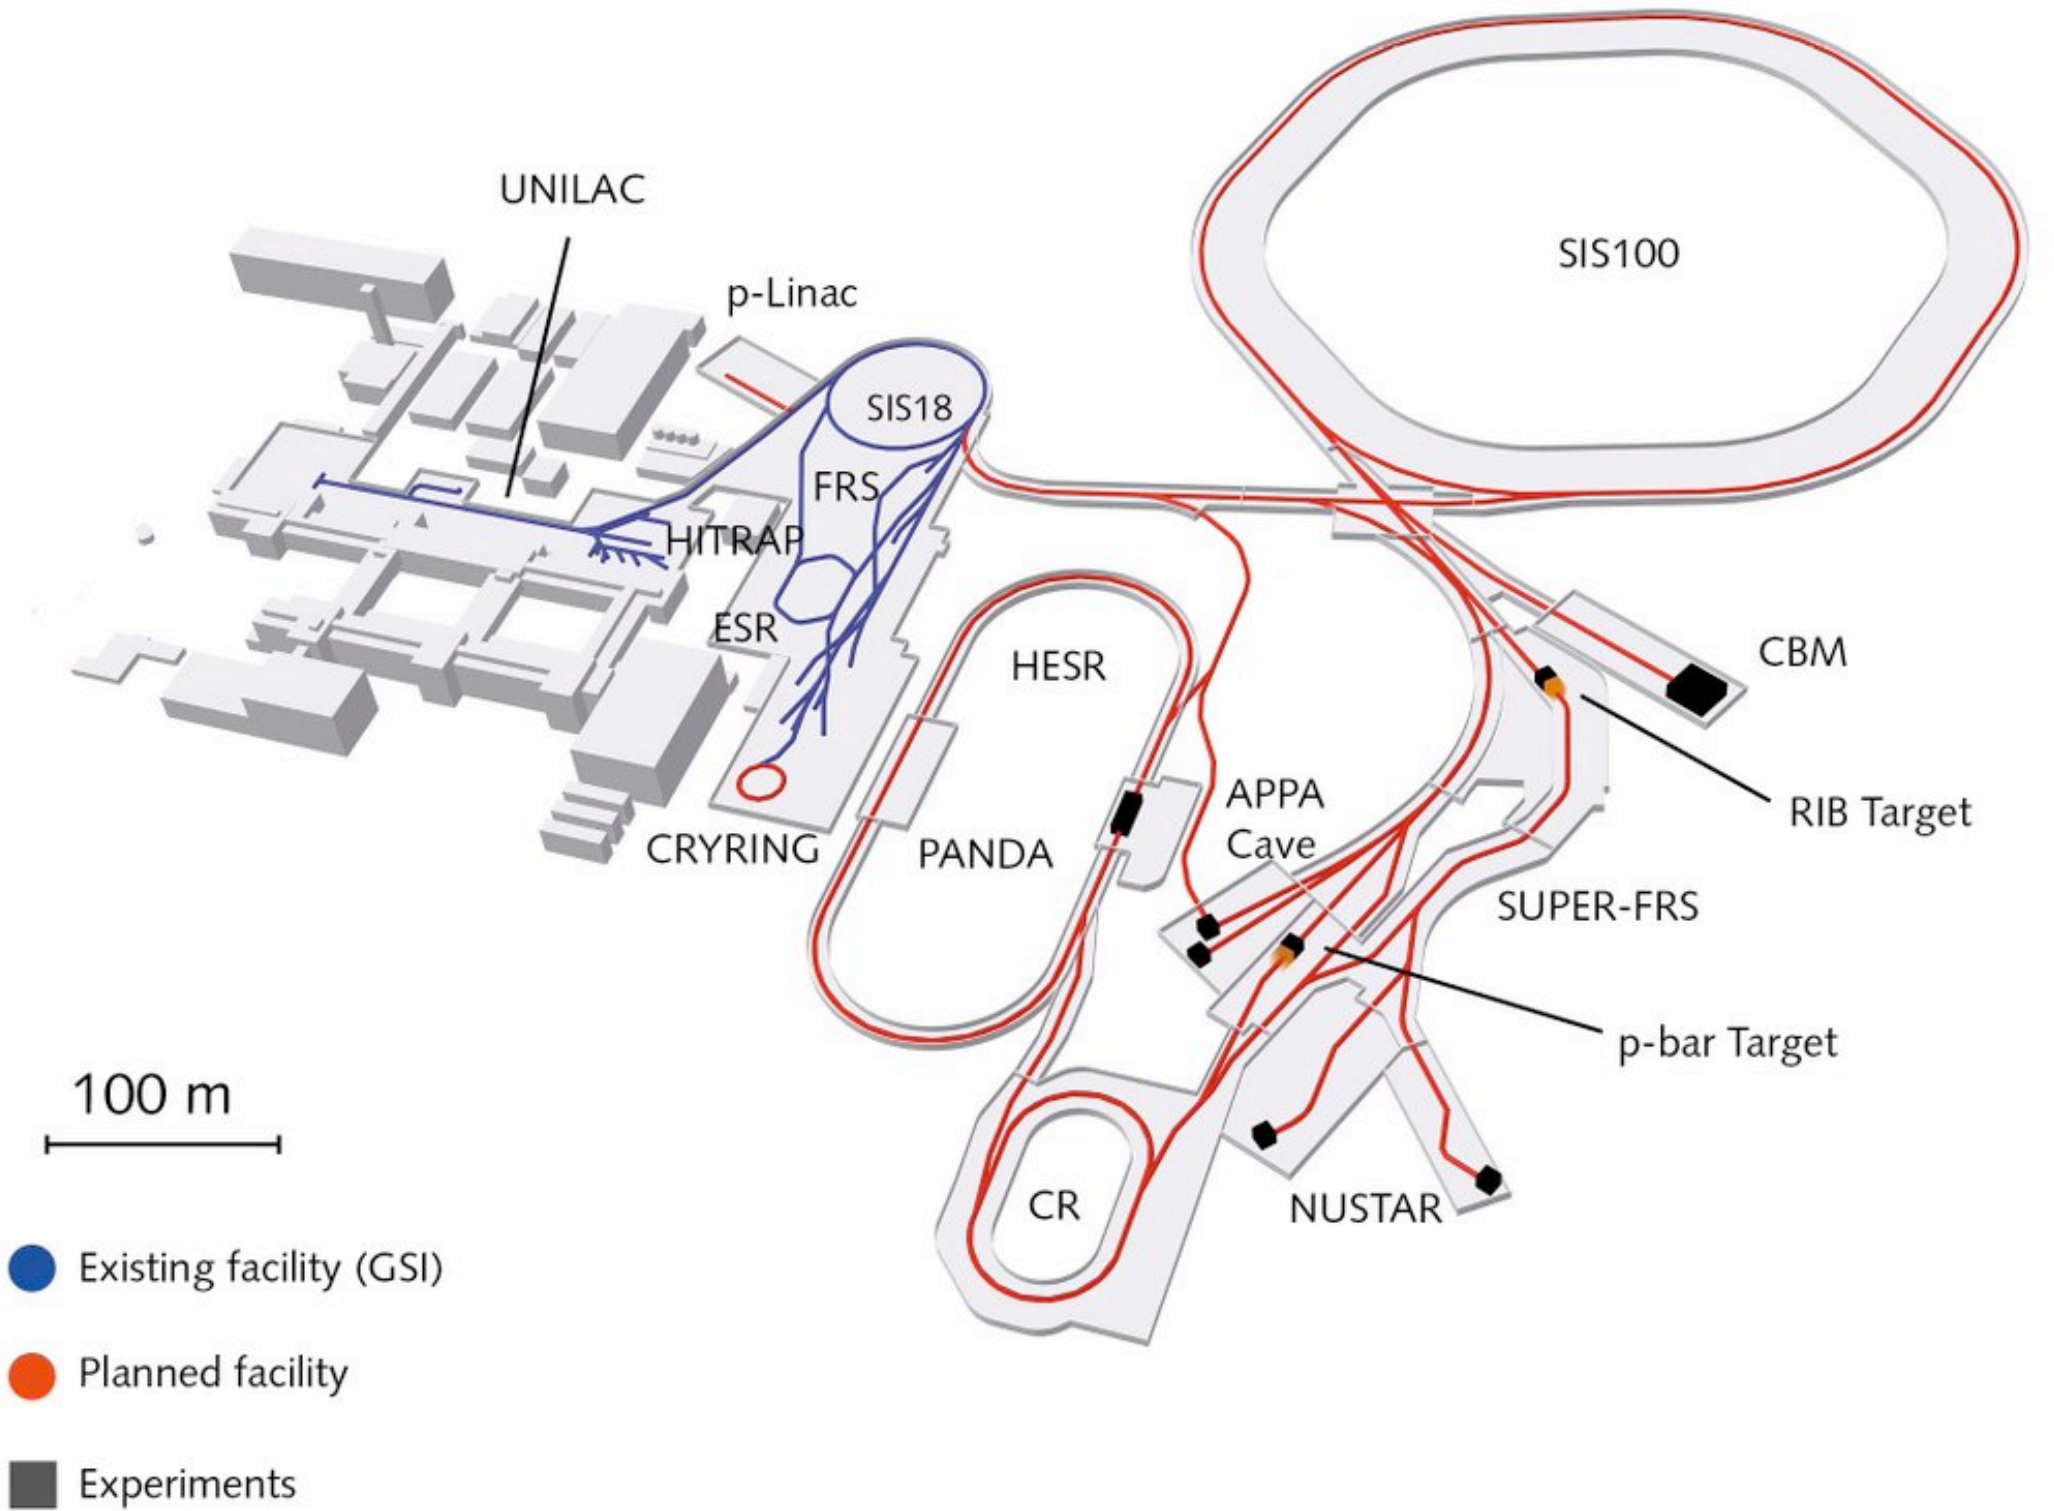 UNILAC
p-Linac
SIS100
SIS18
FRS
HITRAP
ESR
HESR
CBM
RIB Target
APPA
Cave
CRYRING
PANDA
SUPER-FRS
p-bar Target
100 m
CR
NUSTAR
Existing facility (GSI)
Planned facility
Experiments